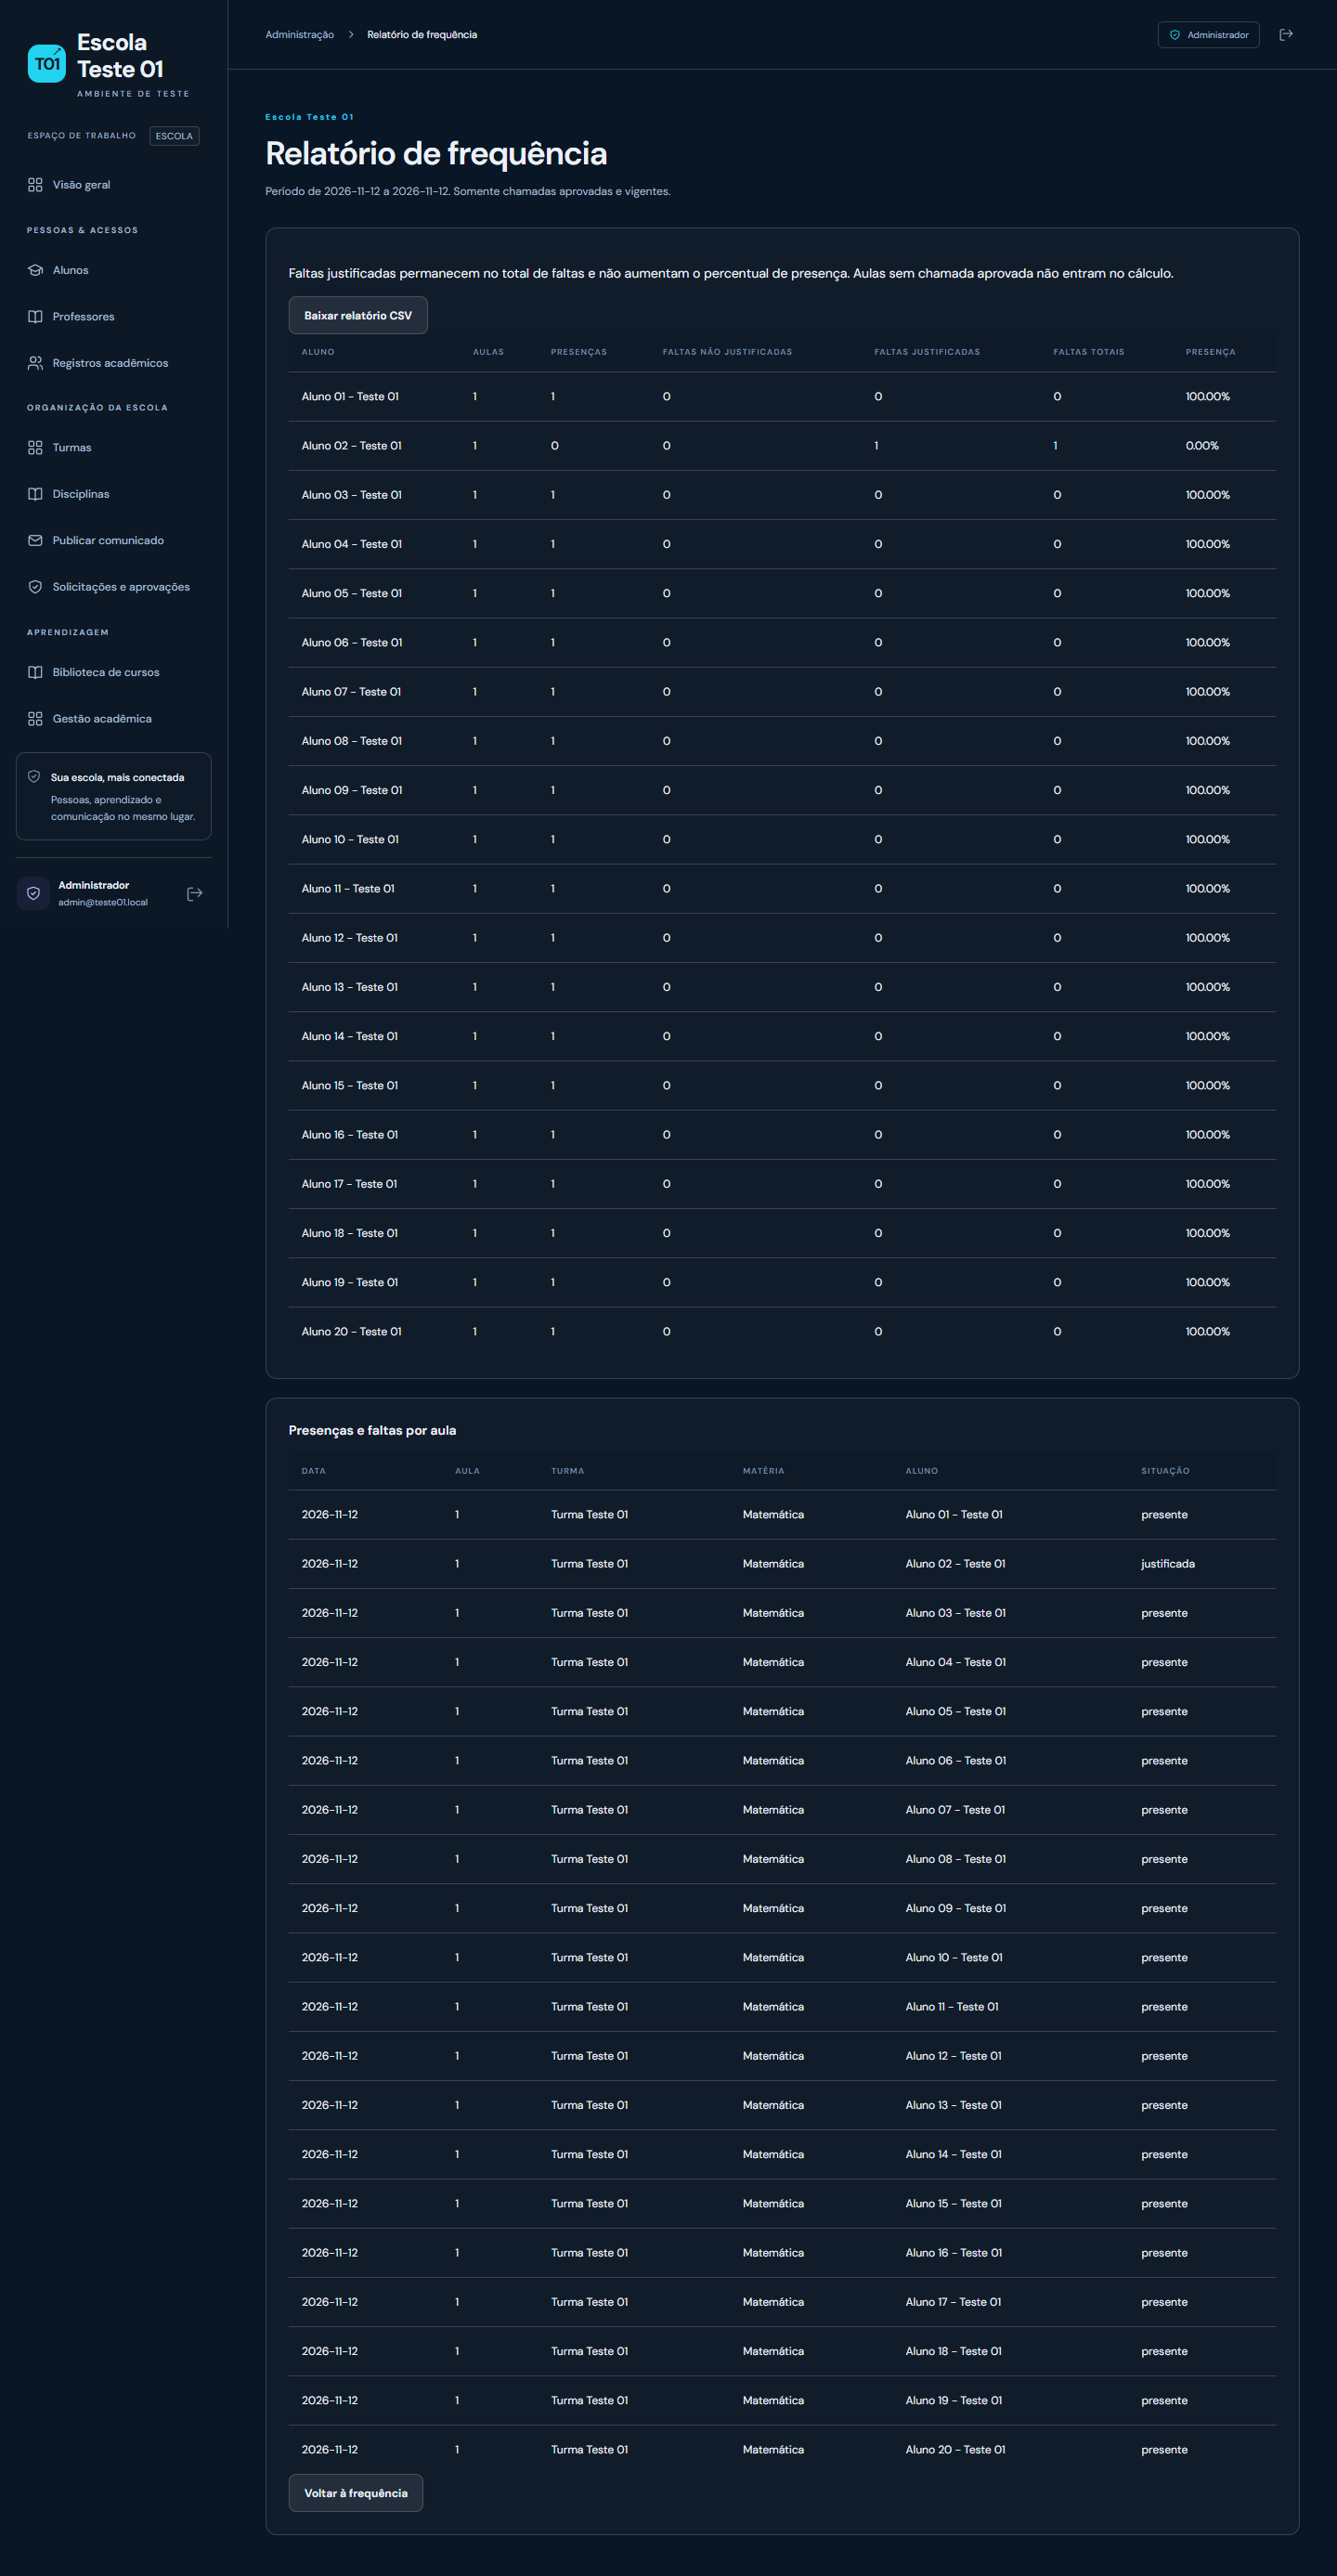 T01
Escola
Teste 01
AMBIENTE DE TESTE
ESPAÇO DE TRABALHO ESCOLA
Visão geral
PESSOAS & ACESSOS
Alunos
Professores
Registros acadêmicos
ORGANIZAÇÃO DA ESCOLA
Turmas
Disciplinas
Publicar comunicado
Solicitações e aprovações
APRENDIZAGEM
Biblioteca de cursos
Gestão acadêmica
Sua escola, mais conectada
Pessoas, aprendizado e
comunicação no mesmo lugar.
Administrador
admin@teste01.local
Administração Relatório de frequência
Administrador
Escola Teste 01
Relatório de frequência
Período de 2026-11-12 a 2026-11-12. Somente chamadas aprovadas e vigentes.
Faltas justificadas permanecem no total de faltas e não aumentam o percentual de presença. Aulas sem chamada aprovada não entram no cálculo.
Baixar relatório CSV
ALUNO AULAS PRESENÇAS FALTAS NÃO JUSTIFICADAS FALTAS JUSTIFICADAS FALTAS TOTAIS PRESENÇA
Aluno 01 - Teste 01 1 1 0 0 0 100.00%
Aluno 02 - Teste 01 1 0 0 1 1 0.00%
Aluno 03 - Teste 01 1 1 0 0 0 100.00%
Aluno 04 - Teste 01 1 1 0 0 0 100.00%
Aluno 05 - Teste 01 1 1 0 0 0 100.00%
Aluno 06 - Teste 01 1 1 0 0 0 100.00%
Aluno 07 - Teste 01 1 1 0 0 0 100.00%
Aluno 08 - Teste 01 1 1 0 0 0 100.00%
Aluno 09 - Teste 01 1 1 0 0 0 100.00%
Aluno 10 - Teste 01 1 1 0 0 0 100.00%
Aluno 11 - Teste 01 1 1 0 0 0 100.00%
Aluno 12 - Teste 01 1 1 0 0 0 100.00%
Aluno 13 - Teste 01 1 1 0 0 0 100.00%
Aluno 14 - Teste 01 1 1 0 0 0 100.00%
Aluno 15 - Teste 01 1 1 0 0 0 100.00%
Aluno 16 - Teste 01 1 1 0 0 0 100.00%
Aluno 17 - Teste 01 1 1 0 0 0 100.00%
Aluno 18 - Teste 01 1 1 0 0 0 100.00%
Aluno 19 - Teste 01 1 1 0 0 0 100.00%
Aluno 20 - Teste 01 1 1 0 0 0 100.00%
Presenças e faltas por aula
DATA AULA TURMA MATÉRIA ALUNO SITUAÇÃO
2026-11-12 1 Turma Teste 01 Matemática Aluno 01 - Teste 01 presente
2026-11-12 1 Turma Teste 01 Matemática Aluno 02 - Teste 01 justificada
2026-11-12 1 Turma Teste 01 Matemática Aluno 03 - Teste 01 presente
2026-11-12 1 Turma Teste 01 Matemática Aluno 04 - Teste 01 presente
2026-11-12 1 Turma Teste 01 Matemática Aluno 05 - Teste 01 presente
2026-11-12 1 Turma Teste 01 Matemática Aluno 06 - Teste 01 presente
2026-11-12 1 Turma Teste 01 Matemática Aluno 07 - Teste 01 presente
2026-11-12 1 Turma Teste 01 Matemática Aluno 08 - Teste 01 presente
2026-11-12 1 Turma Teste 01 Matemática Aluno 09 - Teste 01 presente
2026-11-12 1 Turma Teste 01 Matemática Aluno 10 - Teste 01 presente
2026-11-12 1 Turma Teste 01 Matemática Aluno 11 - Teste 01 presente
2026-11-12 1 Turma Teste 01 Matemática Aluno 12 - Teste 01 presente
2026-11-12 1 Turma Teste 01 Matemática Aluno 13 - Teste 01 presente
2026-11-12 1 Turma Teste 01 Matemática Aluno 14 - Teste 01 presente
2026-11-12 1 Turma Teste 01 Matemática Aluno 15 - Teste 01 presente
2026-11-12 1 Turma Teste 01 Matemática Aluno 16 - Teste 01 presente
2026-11-12 1 Turma Teste 01 Matemática Aluno 17 - Teste 01 presente
2026-11-12 1 Turma Teste 01 Matemática Aluno 18 - Teste 01 presente
2026-11-12 1 Turma Teste 01 Matemática Aluno 19 - Teste 01 presente
2026-11-12 1 Turma Teste 01 Matemática Aluno 20 - Teste 01 presente
Voltar à frequência